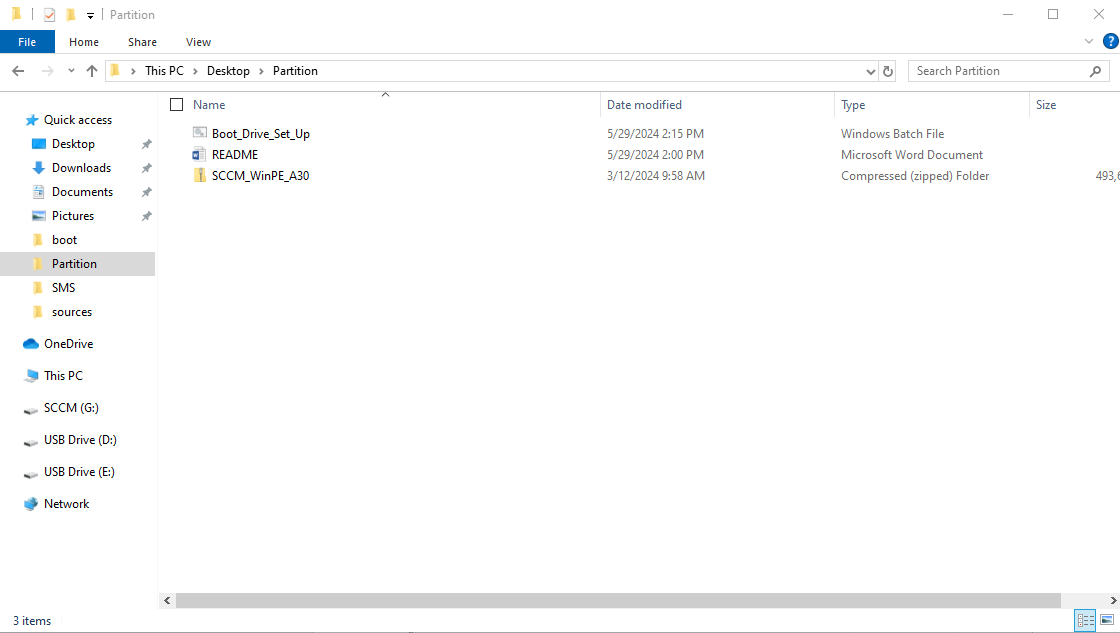 Partition
File Home Share View
This PC Desktop Partition Search Partition
Name Date modified Type Size
Quick access
Desktop
Downloads
Documents
Pictures
boot
Partition
SMS
sources
OneDrive
This PC
SCCM (G:)
USB Drive (D:)
USB Drive (E:)
Network
Boot_Drive_Set_Up 5/29/2024 2:15 PM Windows Batch File
README 5/29/2024 2:00 PM Microsoft Word Document
SCCM_WinPE_A30 3/12/2024 9:58 AM Compressed (zipped) Folder 493,6
3 items